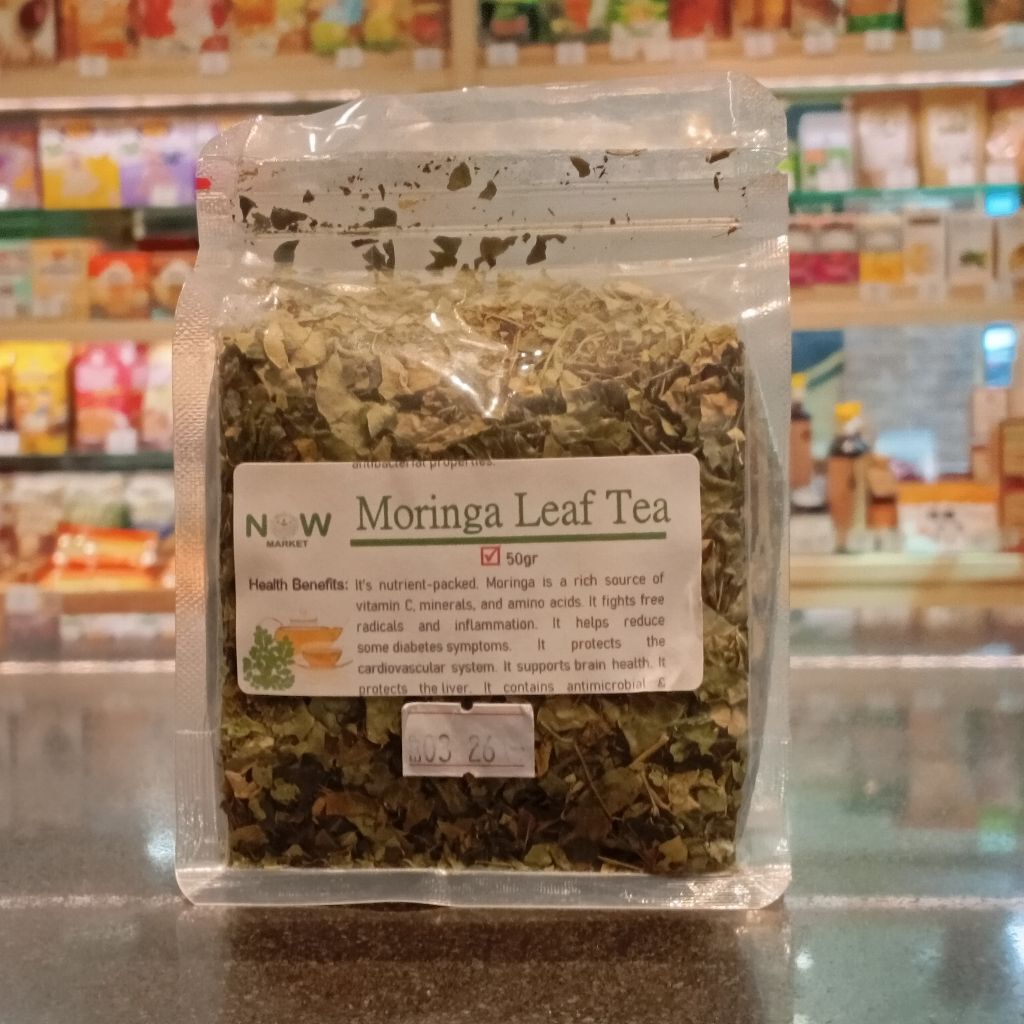 antibacterial properties.
NOW
MARKET
Moringa Leaf Tea
50gr
Health Benefits: It's nutrient-packed. Moringa is a rich source of
vitamin C, minerals, and amino acids. It fights free
radicals and inflammation. It helps reduce
some diabetes symptoms. It protects the
cardiovascular system. It supports brain health. It
protects the liver. It contains antimicrobial &
03 26